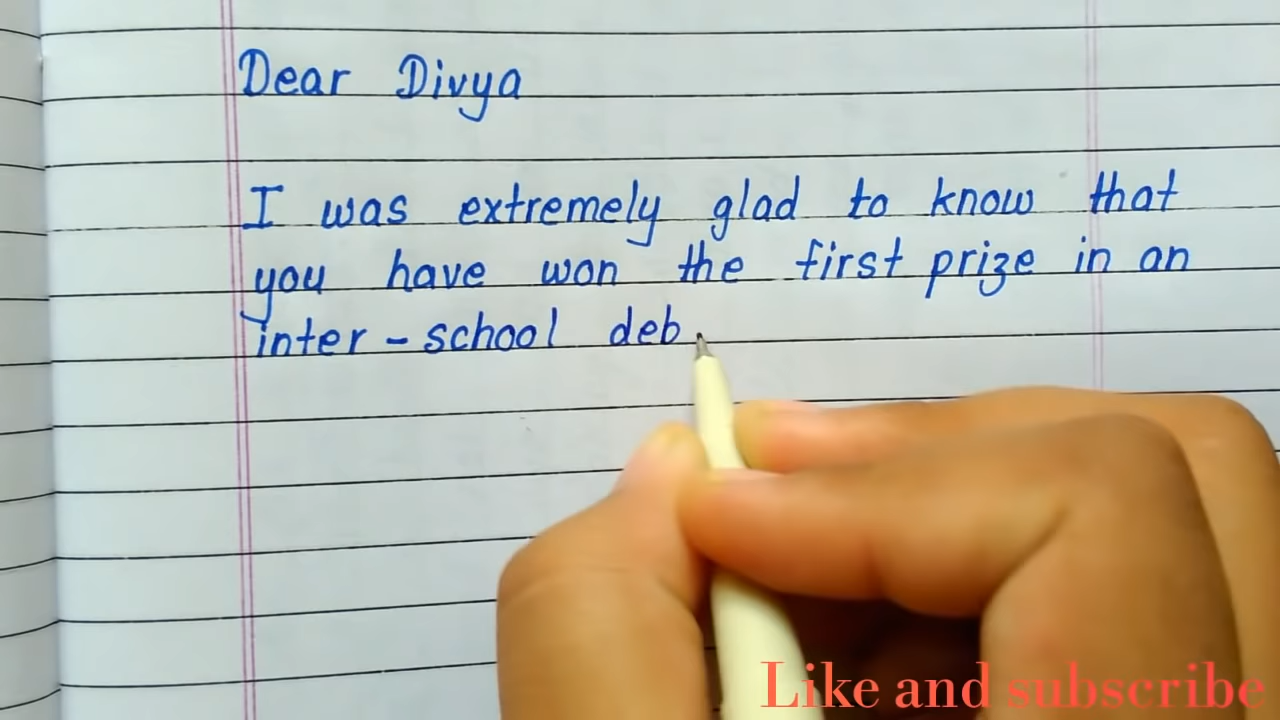 Dear Divya
I was extremely glad to know that
you have won the first prize in an
inter-school deb
Like and subscribe